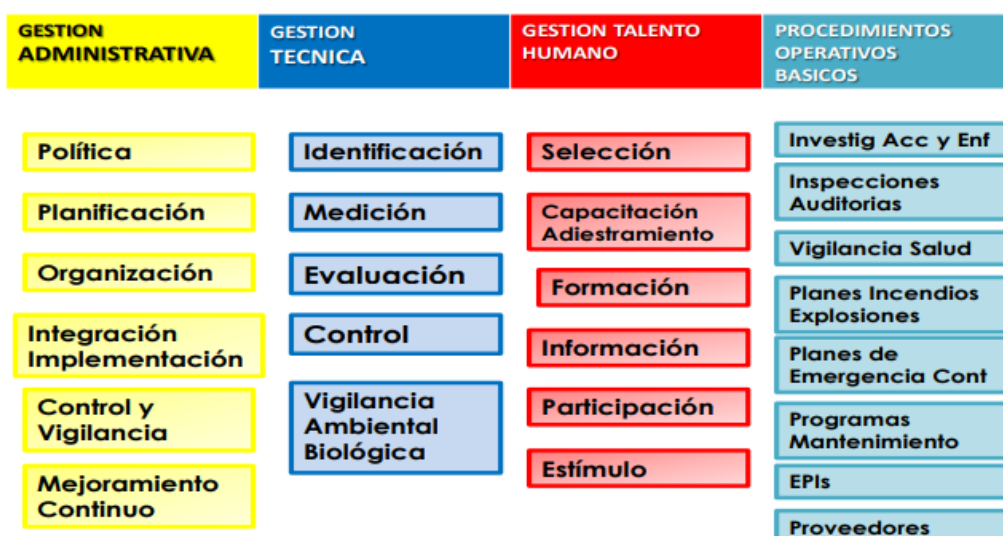 GESTION
ADMINISTRATIVA
GESTION
TECNICA
GESTION TALENTO
HUMANO
PROCEDIMIENTOS
OPERATIVOS
BASICOS
Política
Planificación
Organización
Integración
Implementación
Control y
Vigilancia
Mejoramiento
Continuo
Identificación
Medición
Evaluación
Control
Vigilancia
Ambiental
Biológica
Selección
Capacitación
Adiestramiento
Formación
Información
Participación
Estímulo
Investig Acc y Enf
Inspecciones
Auditorias
Vigilancia Salud
Planes Incendios
Explosiones
Planes de
Emergencia Cont
Programas
Mantenimiento
EPIs
Proveedores